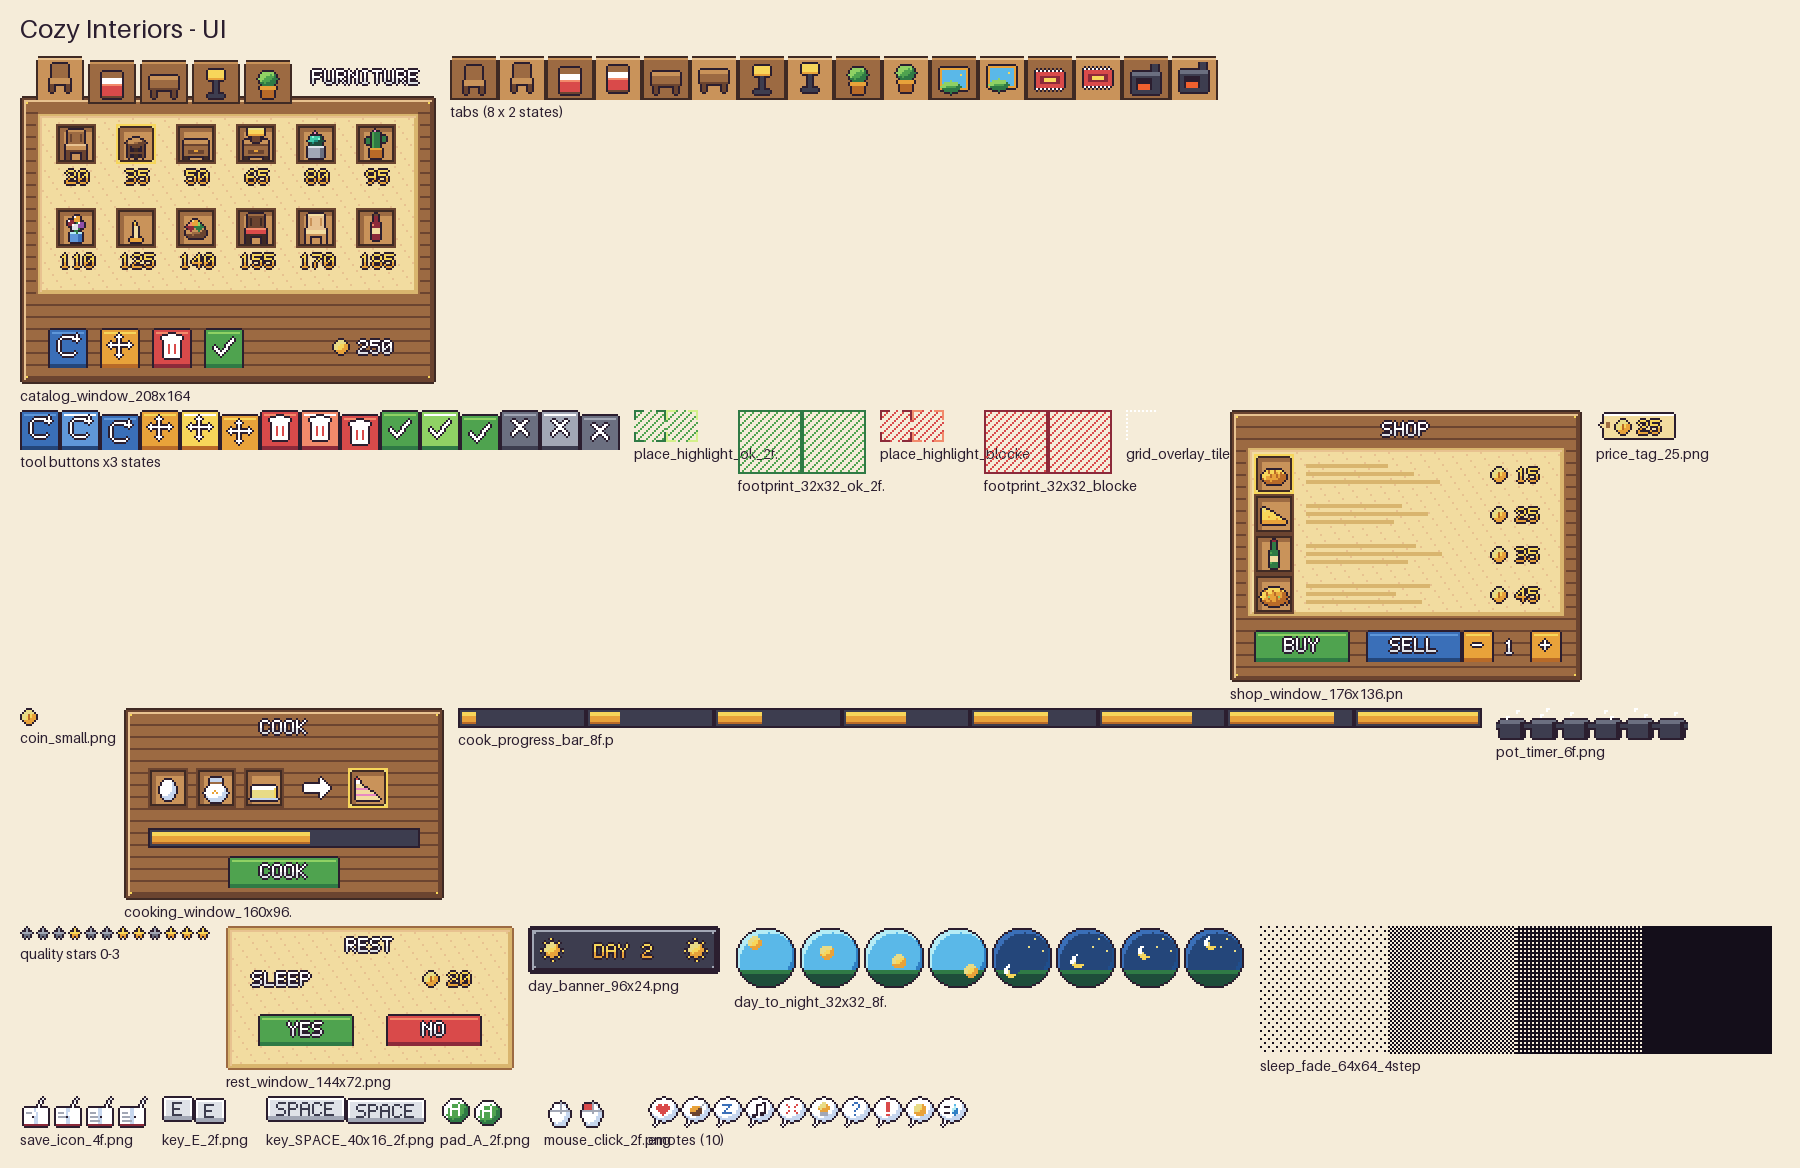 Cozy Interiors - UI
FURNITURE
tabs (8 x 2 states)
20 35 50 65 80 95
110 125 140 155 170 185
250
catalog_window_208x164
tool buttons x3 states
place_highlight_ok_2f.
footprint_32x32_ok_2f.
place_highlight_blocke
footprint_32x32_blocke
grid_overlay_tile
SHOP
15
25
35
45
BUY SELL - 1 +
shop_window_176x136.pn
25
price_tag_25.png
coin_small.png
COOK
COOK
cooking_window_160x96.
cook_progress_bar_8f.p
pot_timer_6f.png
quality stars 0-3
REST
SLEEP 20
YES NO
rest_window_144x72.png
DAY 2
day_banner_96x24.png
day_to_night_32x32_8f.
sleep_fade_64x64_4step
save_icon_4f.png
E E
key_E_2f.png
SPACE SPACE
key_SPACE_40x16_2f.png
A A
pad_A_2f.png
mouse_click_2f.png
Z ? !
emotes (10)